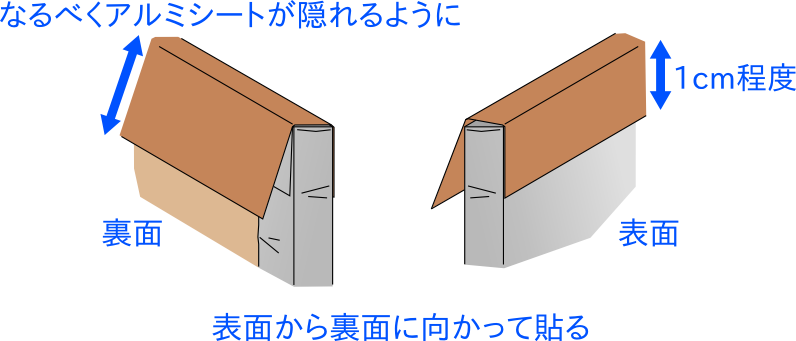 なるべくアルミシートが隠れるように
1cm程度
裏面
表面
表面から裏面に向かって貼る